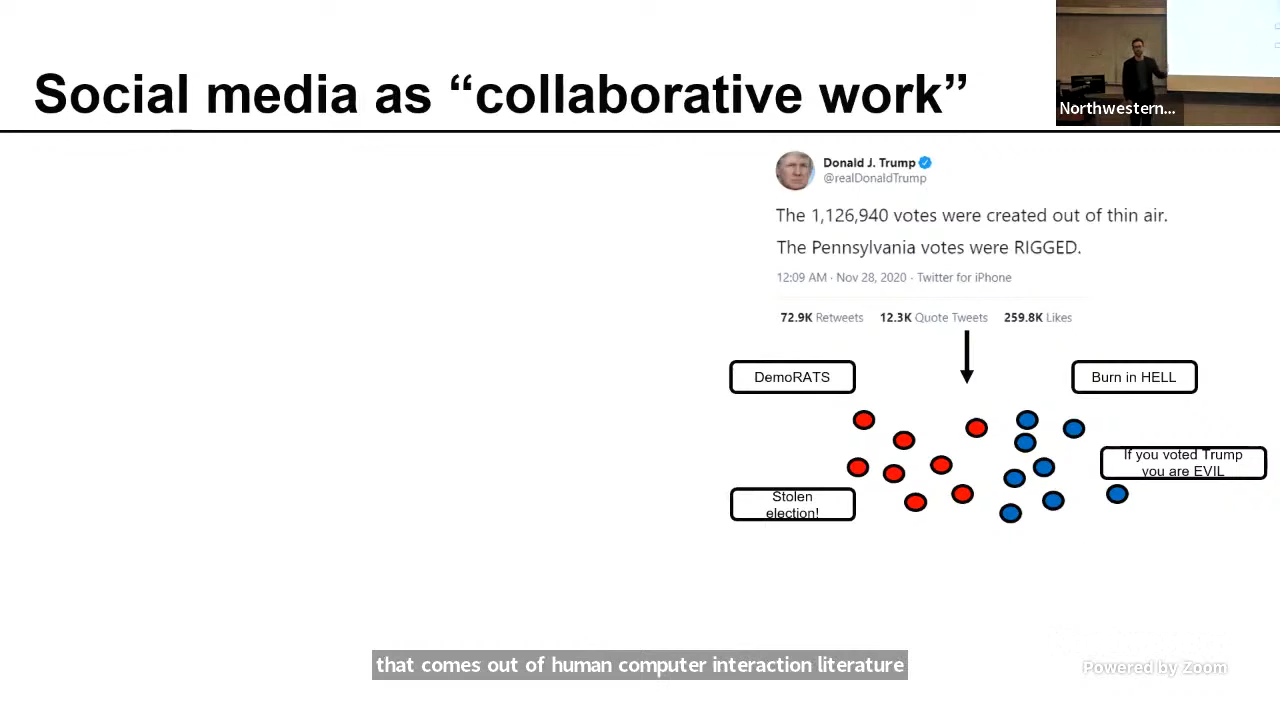 Social media as “collaborative work”
Northwestern...
Donald J. Trump
@realDonaldTrump
The 1,126,940 votes were created out of thin air.
The Pennsylvania votes were RIGGED.
12:09 AM · Nov 28, 2020 · Twitter for iPhone
72.9K Retweets 12.3K Quote Tweets 259.8K Likes
DemoRATS
Burn in HELL
If you voted Trump
you are EVIL
Stolen
election!
that comes out of human computer interaction literature
Powered by Zoom